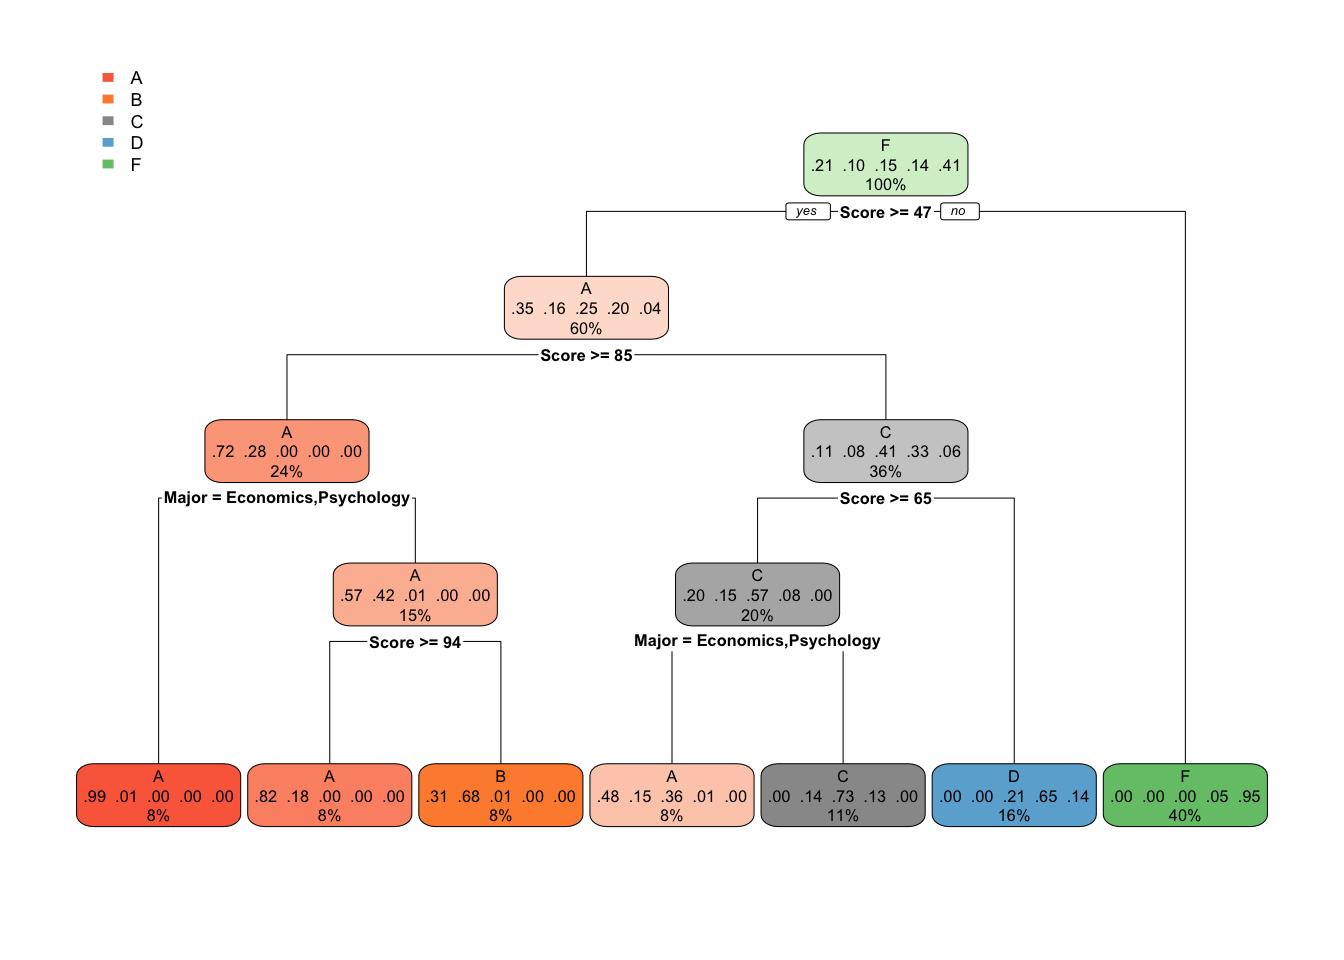 A
B
C
D
F
F
.21 .10 .15 .14 .41
100%
yes Score >= 47 no
A
.35 .16 .25 .20 .04
60%
Score >= 85
A
.72 .28 .00 .00 .00
24%
Major = Economics,Psychology
C
.11 .08 .41 .33 .06
36%
Score >= 65
A
.57 .42 .01 .00 .00
15%
Score >= 94
C
.20 .15 .57 .08 .00
20%
Major = Economics,Psychology
A
.99 .01 .00 .00 .00
8%
A
.82 .18 .00 .00 .00
8%
B
.31 .68 .01 .00 .00
8%
A
.48 .15 .36 .01 .00
8%
C
.00 .14 .73 .13 .00
11%
D
.00 .00 .21 .65 .14
16%
F
.00 .00 .00 .05 .95
40%